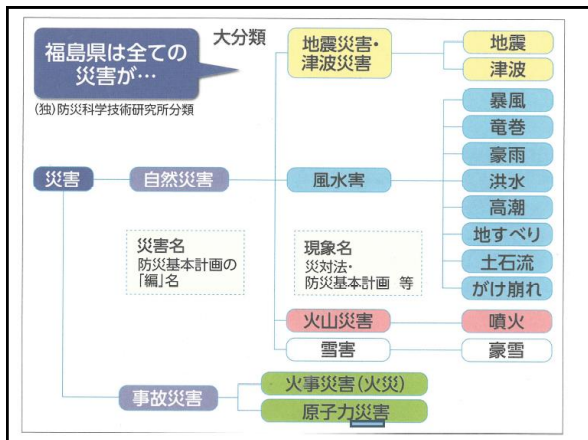 福島県は全ての
災害が…
大分類
(独)防災科学技術研究所分類
地震災害・
津波災害
地震
津波
暴風
竜巻
豪雨
災害
自然災害
風水害
洪水
高潮
地すべり
土石流
がけ崩れ
災害名
防災基本計画の
「編」名
現象名
災対法・
防災基本計画 等
火山災害
噴火
雪害
豪雪
事故災害
火事災害(火災)
原子力災害